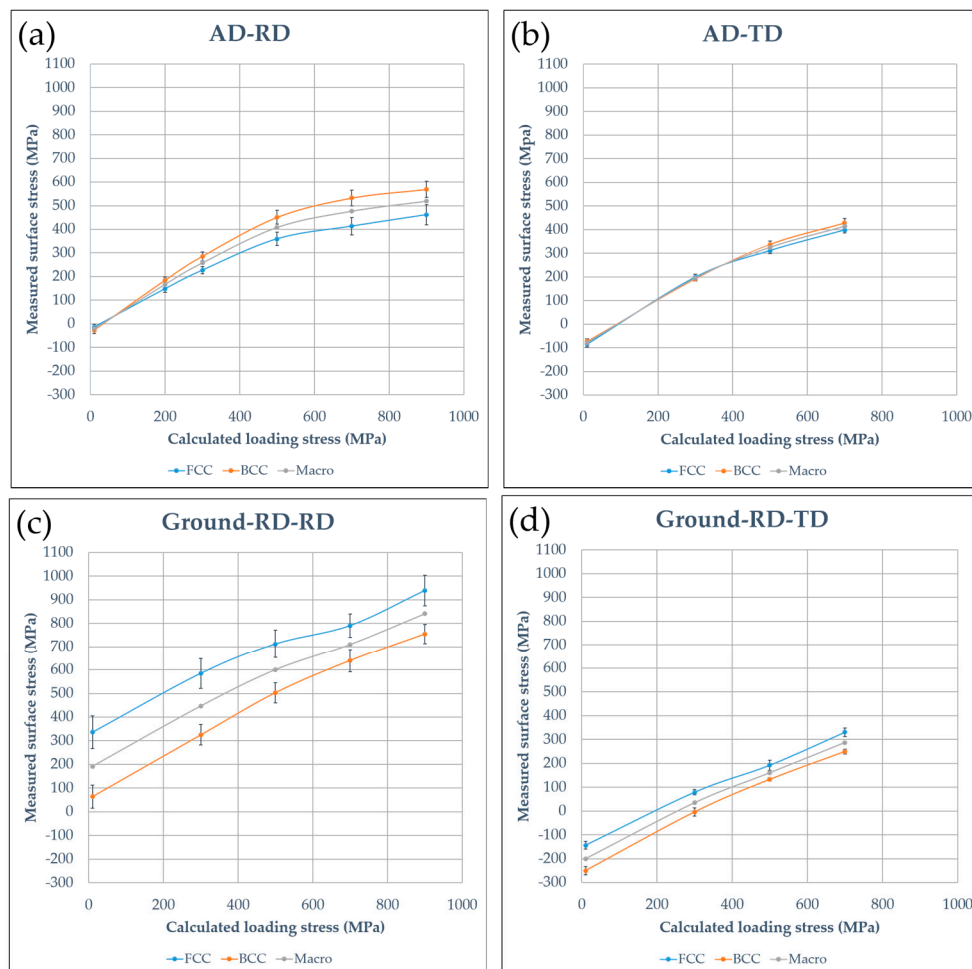 (a)
AD-RD
1100
1000
900
800
700
600
500
400
300
200
100
0
-100
-200
-300
Measured surface stress (MPa)
0 200 400 600 800 1000
Calculated loading stress (MPa)
FCC BCC Macro
(b)
AD-TD
1100
1000
900
800
700
600
500
400
300
200
100
0
-100
-200
-300
Measured surface stress (Mpa)
0 200 400 600 800 1000
Calculated loading stress (MPa)
FCC BCC Macro
(c)
Ground-RD-RD
1100
1000
900
800
700
600
500
400
300
200
100
0
-100
-200
-300
Measured surface stress (MPa)
0 200 400 600 800 1000
Calculated loading stress (MPa)
FCC BCC Macro
(d)
Ground-RD-TD
1100
1000
900
800
700
600
500
400
300
200
100
0
-100
-200
-300
Measured surface stress (MPa)
0 200 400 600 800 1000
Calculated loading stress (MPa)
FCC BCC Macro